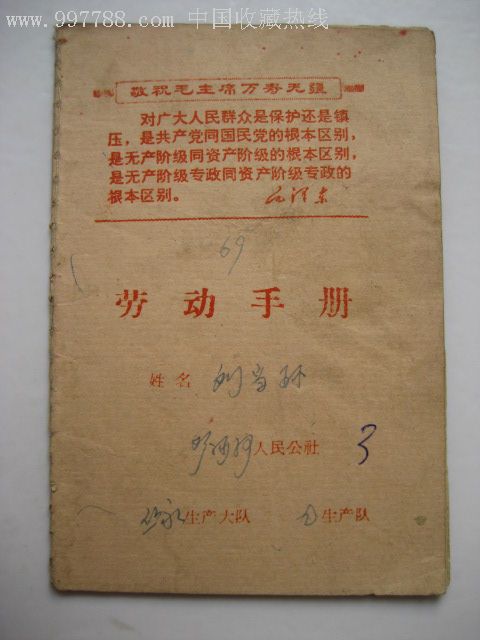 www.997788.com 中国收藏热线
敬祝毛主席万寿无疆
对广大人民群众是保护还是镇
压，是共产党同国民党的根本区别，
是无产阶级同资产阶级的根本区别，
是无产阶级专政同资产阶级专政的
根本区别。 毛泽东
69
劳动手册
姓名
人民公社 3
生产大队 生产队